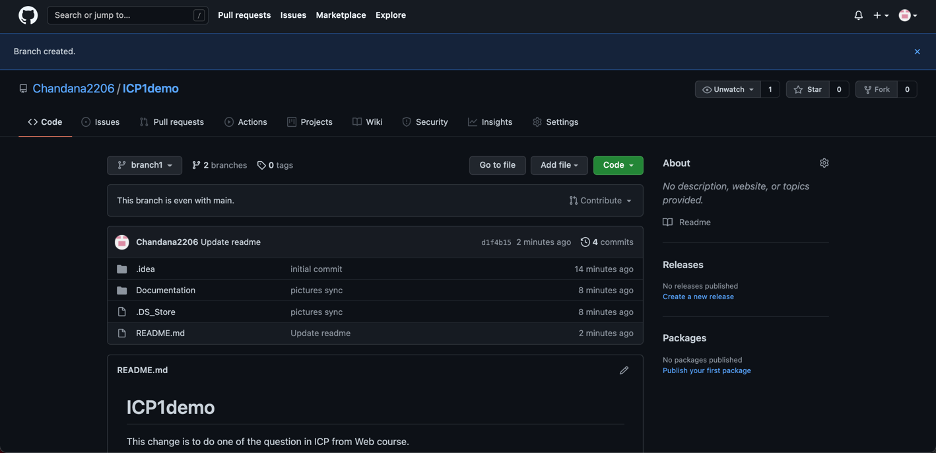 Search or jump to... /
Pull requests Issues Marketplace Explore
Branch created.
Chandana2206 / ICP1demo
Unwatch 1 Star 0 Fork 0
Code Issues Pull requests Actions Projects Wiki Security Insights Settings
branch1 2 branches 0 tags Go to file Add file Code
This branch is even with main. Contribute
Chandana2206 Update readme d1f4b15 2 minutes ago 4 commits
.idea initial commit 14 minutes ago
Documentation pictures sync 8 minutes ago
.DS_Store pictures sync 8 minutes ago
README.md Update readme 2 minutes ago
README.md
ICP1demo
This change is to do one of the question in ICP from Web course.
About
No description, website, or topics
provided.
Readme
Releases
No releases published
Create a new release
Packages
No packages published
Publish your first package